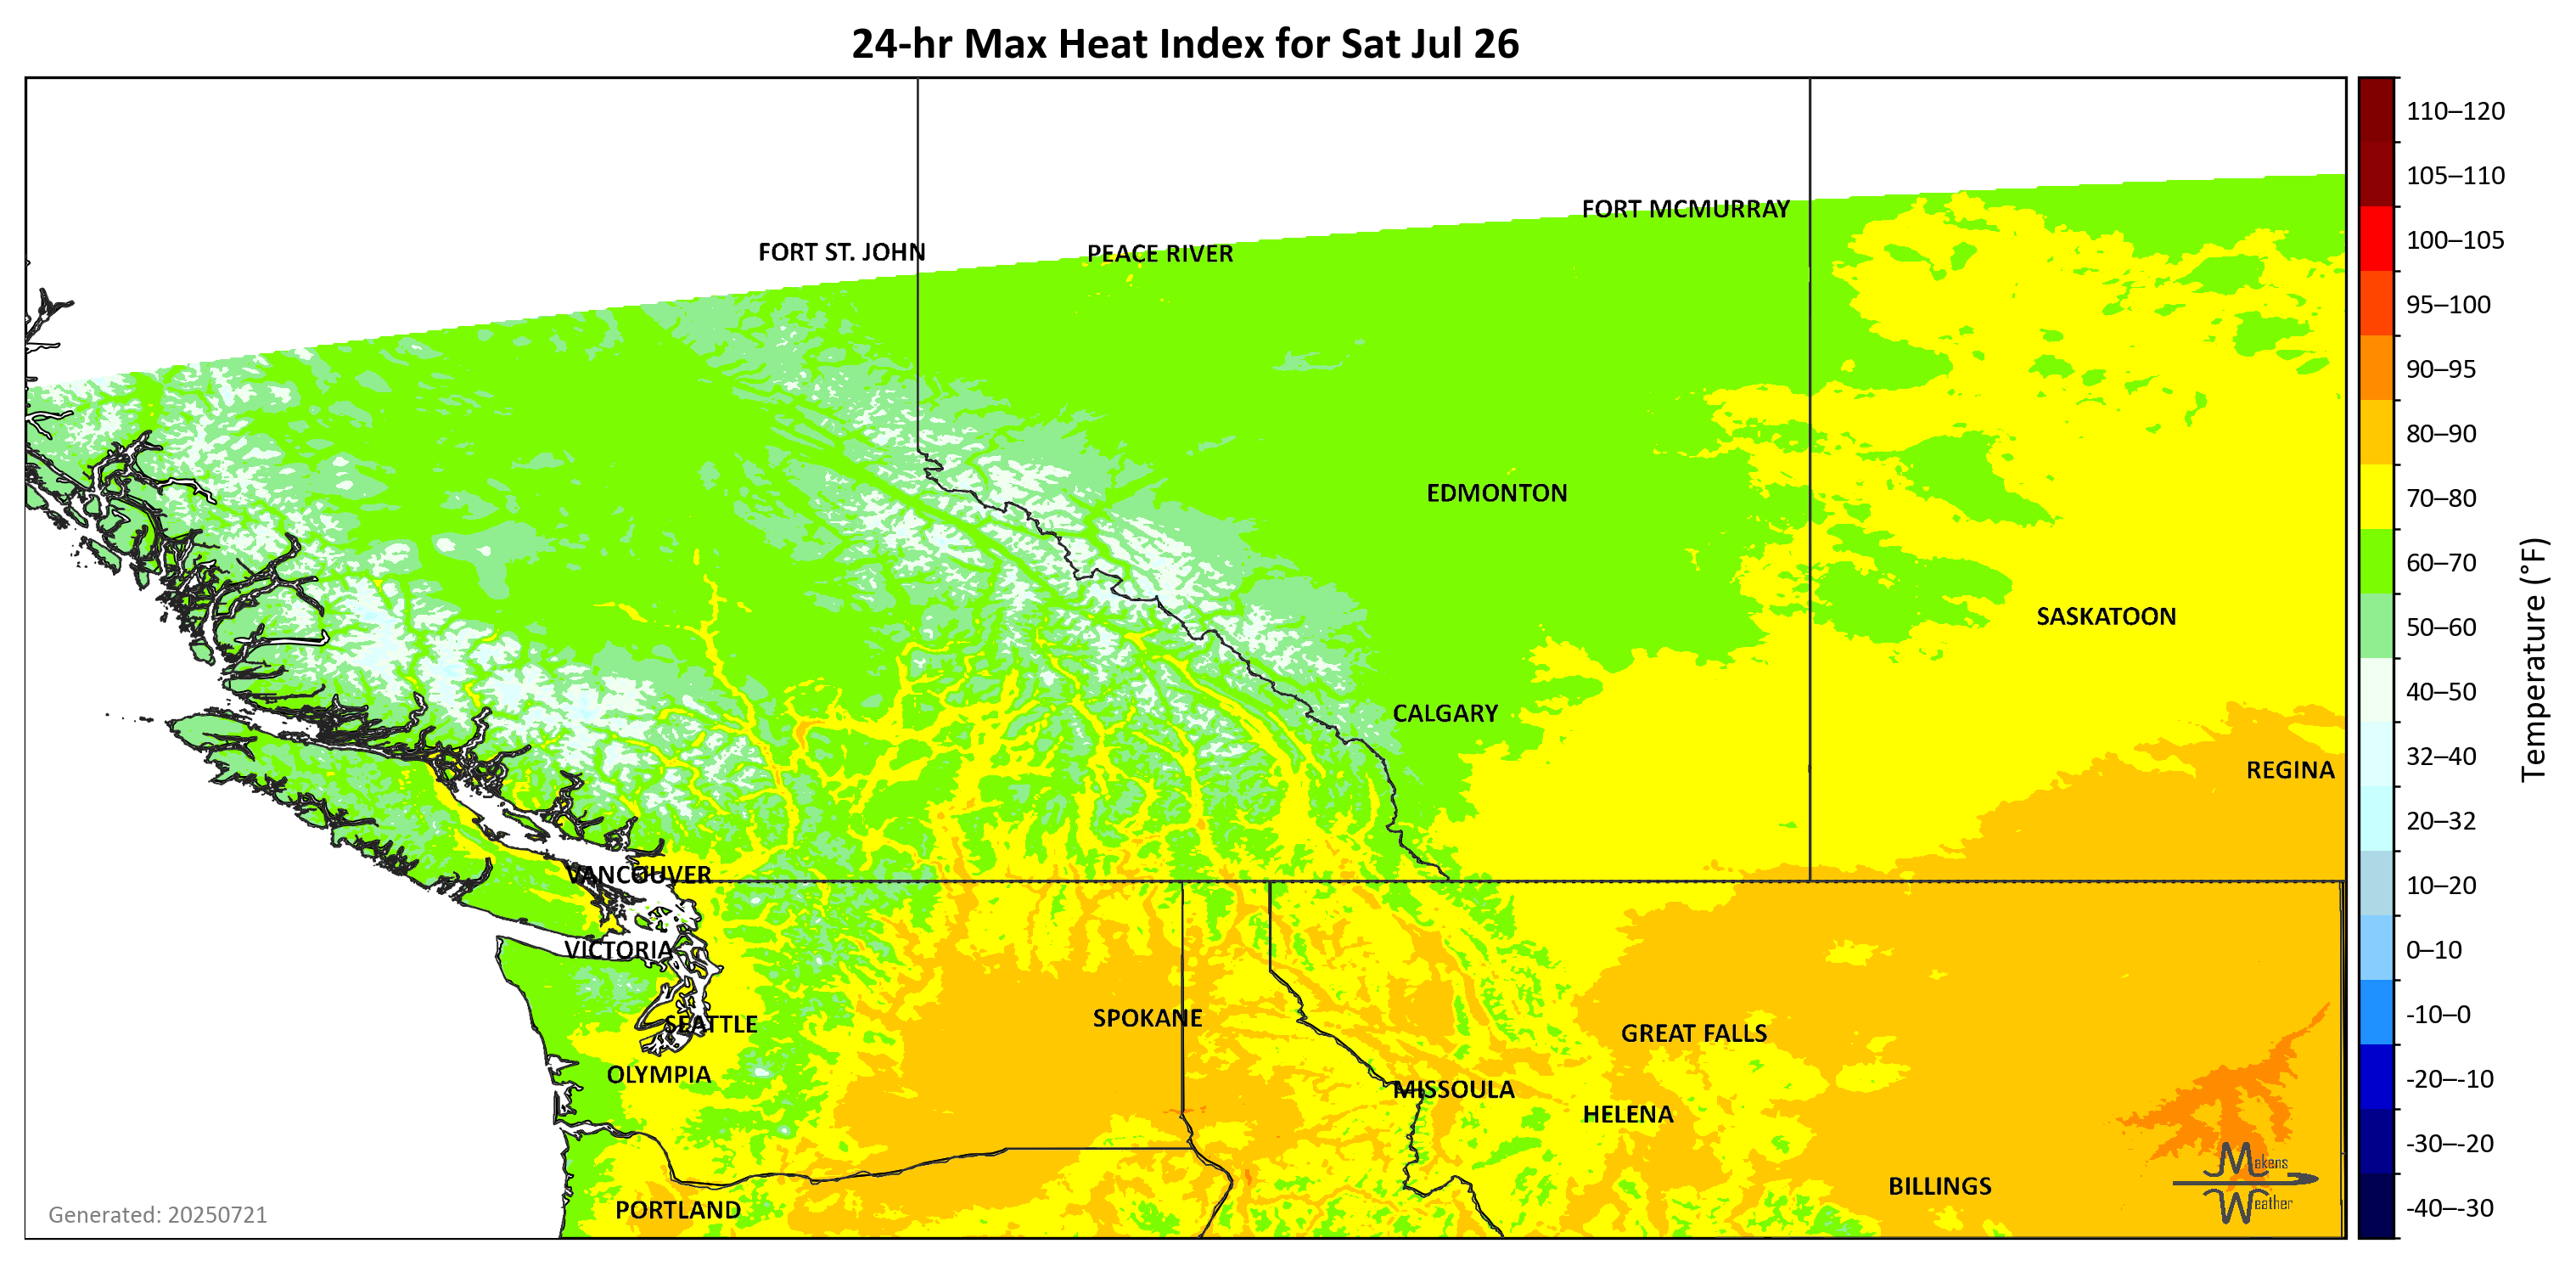 24-hr Max Heat Index for Sat Jul 26
110–120
105–110
FORT MCMURRAY
100–105
FORT ST. JOHN
PEACE RIVER
95–100
90–95
80–90
EDMONTON
70–80
60–70
SASKATOON
50–60
Temperature (°F)
40–50
CALGARY
32–40
REGINA
20–32
VANCOUVER
10–20
VICTORIA
0–10
SEATTLE
SPOKANE
GREAT FALLS
-10–0
OLYMPIA
MISSOULA
-20–-10
HELENA
-30–-20
Makens
Weather
BILLINGS
PORTLAND
-40–-30
Generated: 20250721